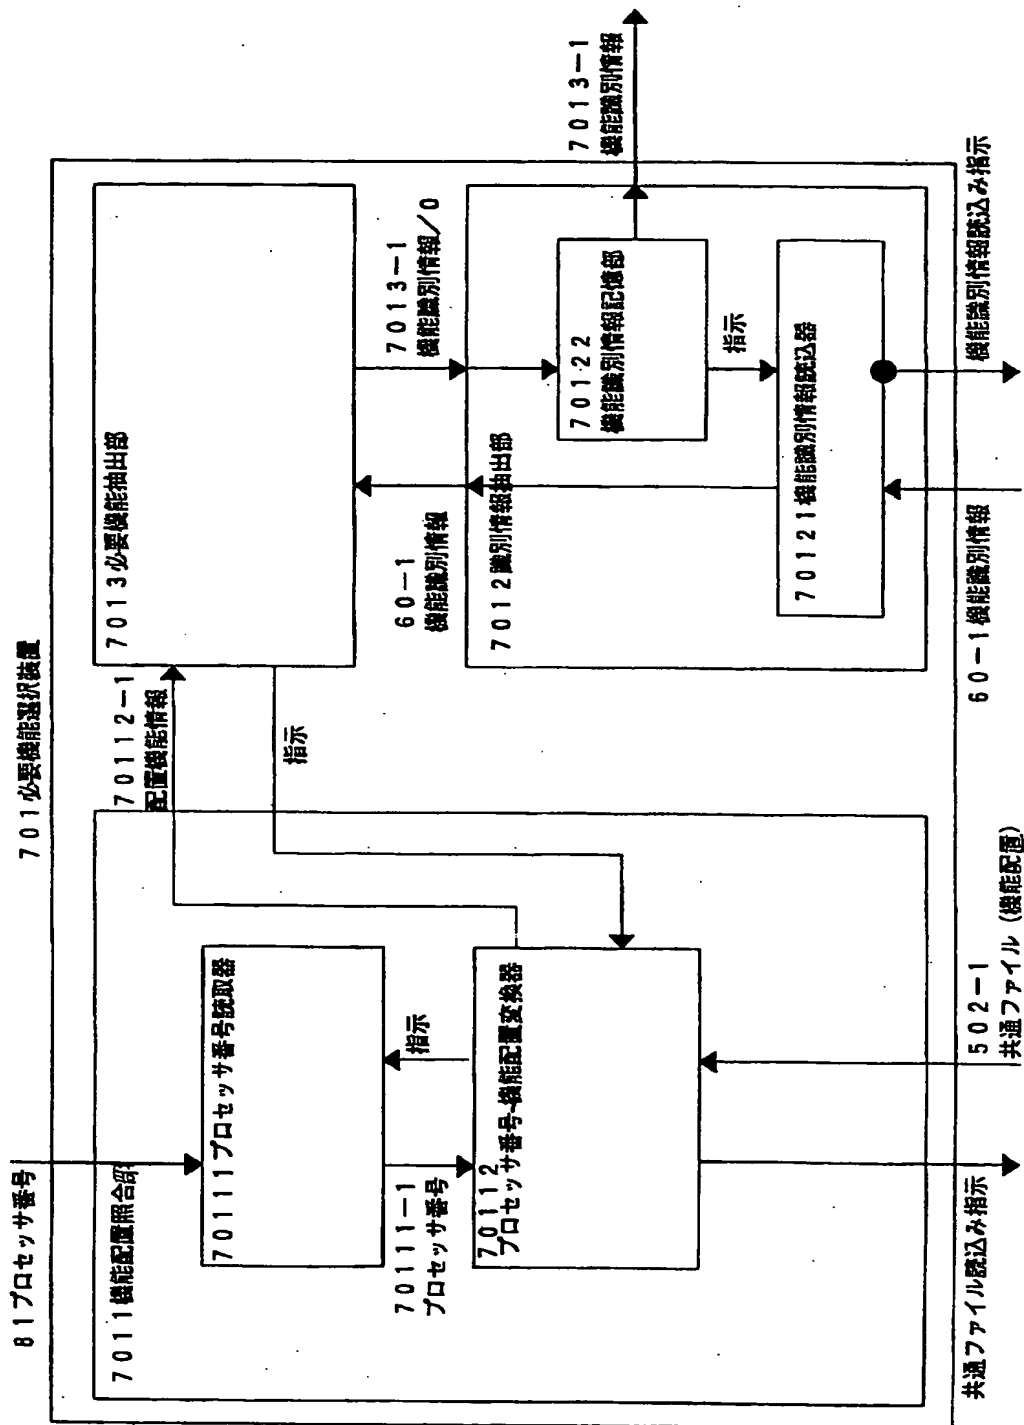 701必要機能選択装置
81プロセッサ番号
7011機能配置照合部
70111プロセッサ番号読取器
70111-1
プロセッサ番号
指示
70112
プロセッサ番号-機能配置変換器
共通ファイル読込み指示
502-1
共通ファイル(機能配置)
70112-1
配置機能情報
指示
7013必要機能抽出部
60-1
機能識別情報
7013-1
機能識別情報/0
7012識別情報抽出部
70122
機能識別情報記憶部
指示
70121機能識別情報読込器
7013-1
機能識別情報
60-1機能識別情報
機能識別情報読込み指示